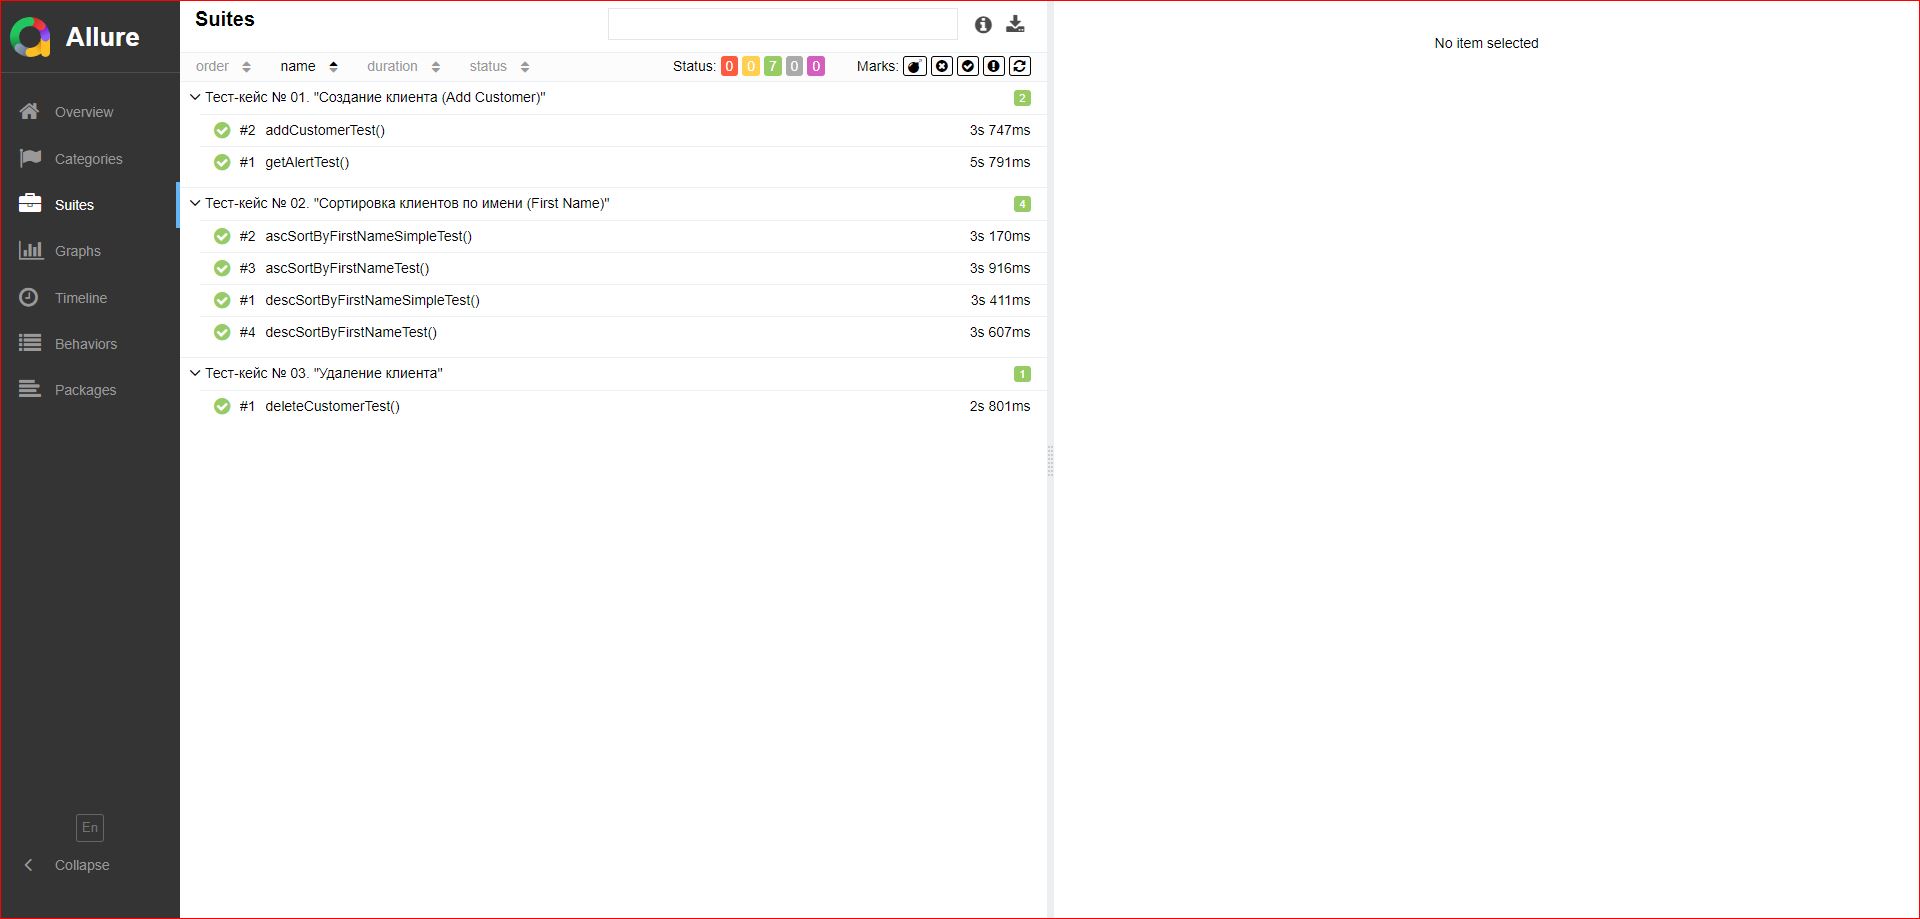 Allure
Overview
Categories
Suites
Graphs
Timeline
Behaviors
Packages
En
Collapse
Suites
order name duration status Status: 0 0 7 0 0 Marks:
Тест-кейс № 01. "Создание клиента (Add Customer)" 2
#2 addCustomerTest() 3s 747ms
#1 getAlertTest() 5s 791ms
Тест-кейс № 02. "Сортировка клиентов по имени (First Name)" 4
#2 ascSortByFirstNameSimpleTest() 3s 170ms
#3 ascSortByFirstNameTest() 3s 916ms
#1 descSortByFirstNameSimpleTest() 3s 411ms
#4 descSortByFirstNameTest() 3s 607ms
Тест-кейс № 03. "Удаление клиента" 1
#1 deleteCustomerTest() 2s 801ms
No item selected